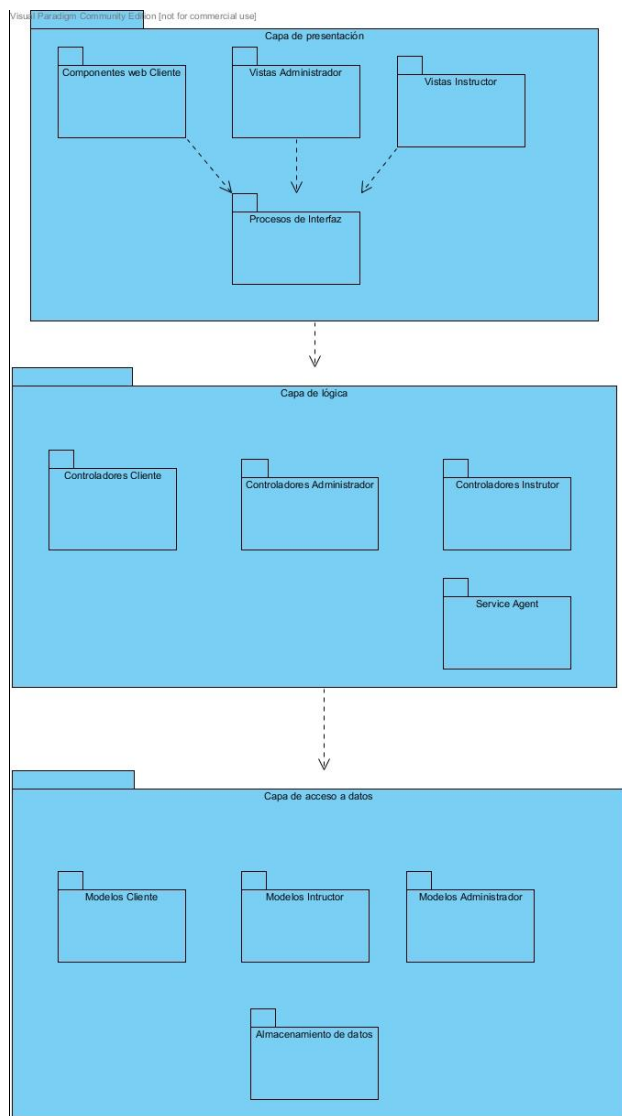 Visual Paradigm Community Edition [not for commercial use]
Capa de presentación
Componentes web Cliente
Vistas Administrador
Vistas Instructor
Procesos de Interfaz
Capa de lógica
Controladores Cliente
Controladores Administrador
Controladores Instrutor
Service Agent
Capa de acceso a datos
Modelos Cliente
Modelos Intructor
Modelos Administrador
Almacenamiento de datos